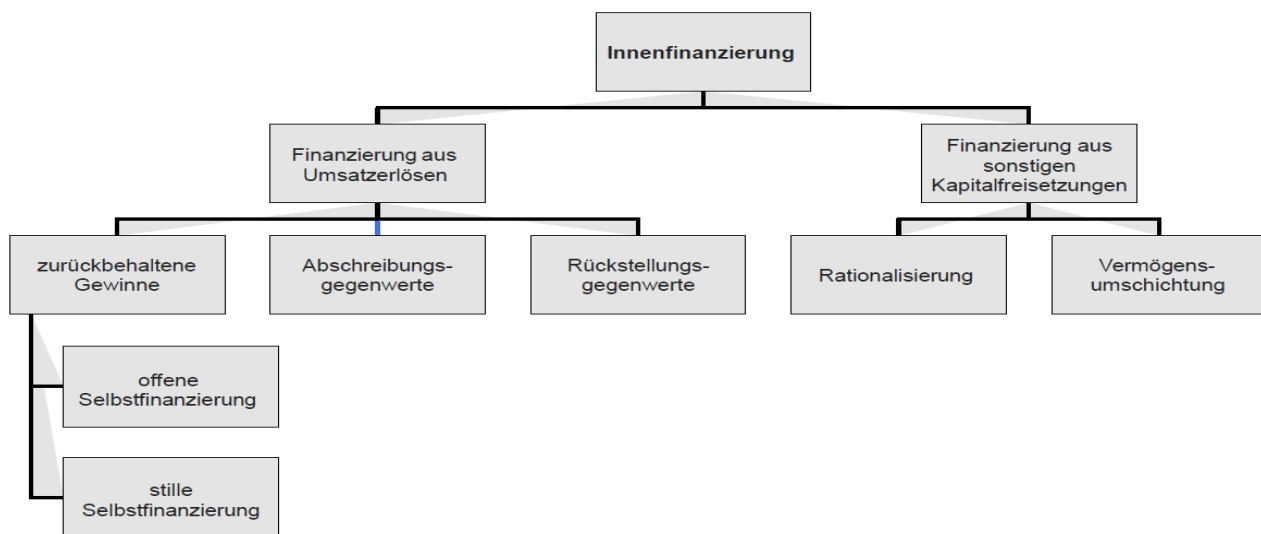 Innenfinanzierung
Finanzierung aus
Umsatzerlösen
Finanzierung aus
sonstigen
Kapitalfreisetzungen
zurückbehaltene
Gewinne
Abschreibungs-
gegenwerte
Rückstellungs-
gegenwerte
Rationalisierung
Vermögens-
umschichtung
offene
Selbstfinanzierung
stille
Selbstfinanzierung